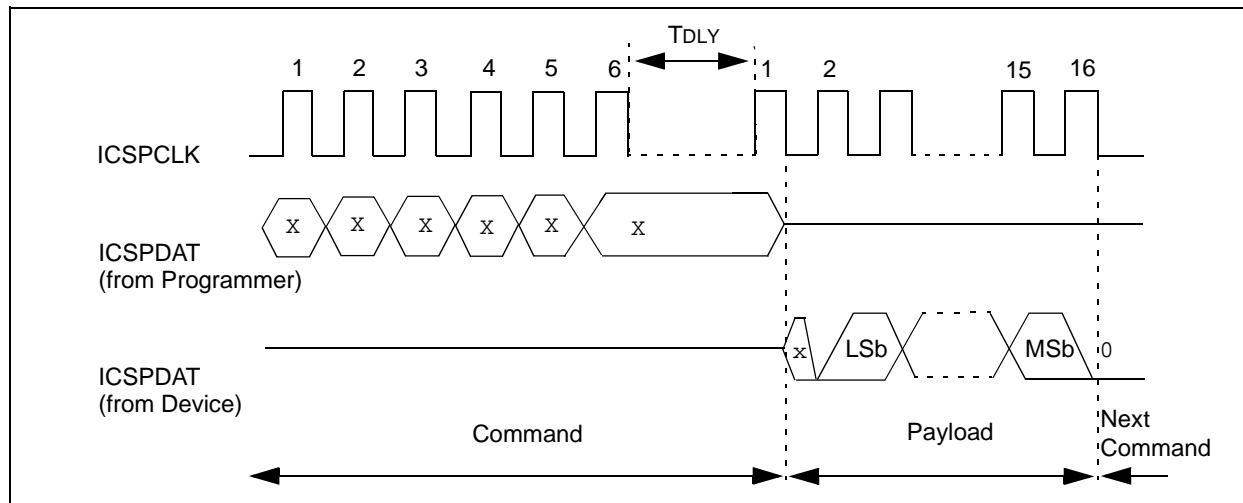 TDLY
1 2 3 4 5 6 1 2 15 16
ICSPCLK
x x x x x x
ICSPDAT
(from Programmer)
x LSb MSb 0
ICSPDAT
(from Device)
Command Payload Next
Command